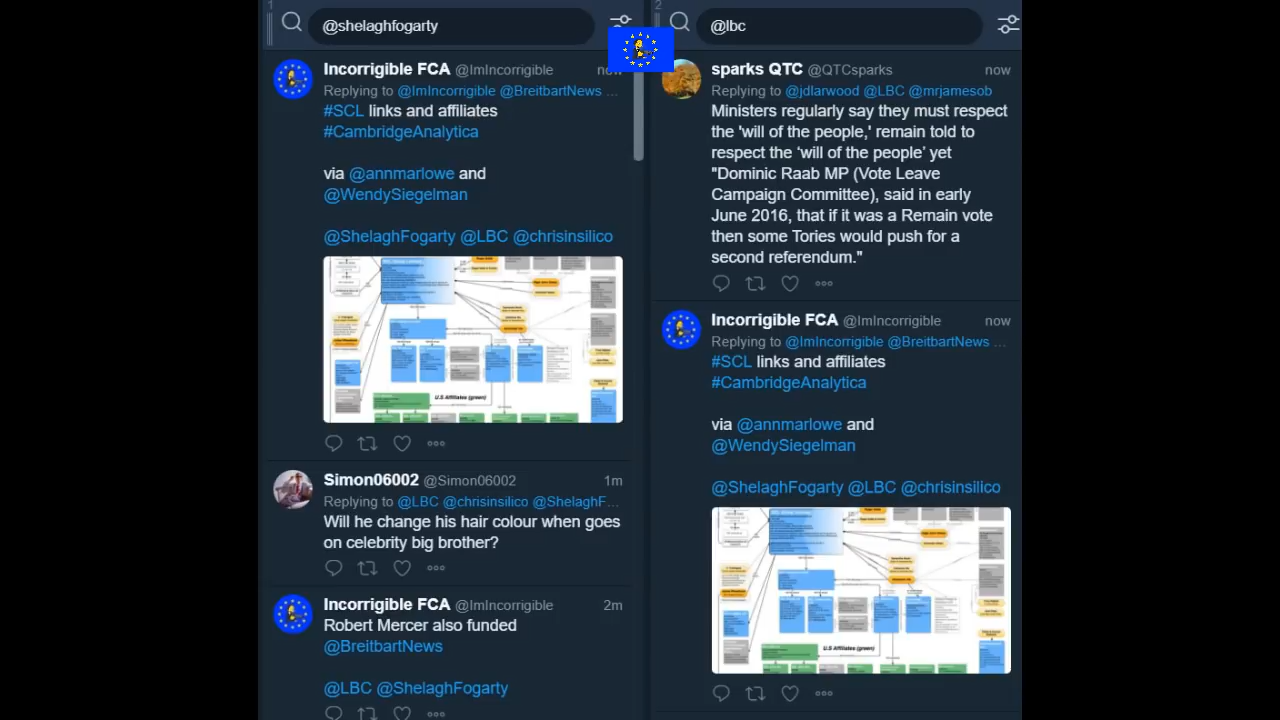 1
@shelaghfogarty
Incorrigible FCA @ImIncorrigible now
Replying to @ImIncorrigible @BreitbartNews ...
#SCL links and affiliates
#CambridgeAnalytica
via @annmarlowe and
@WendySiegelman
@ShelaghFogarty @LBC @chrisinsilico
U.S Affiliates (green)
Simon06002 @Simon06002 1m
Replying to @LBC @chrisinsilico @ShelaghF...
Will he change his hair colour when goes
on celebrity big brother?
Incorrigible FCA @ImIncorrigible 2m
Robert Mercer also funded
@BreitbartNews
@LBC @ShelaghFogarty
2
@lbc
sparks QTC @QTCsparks now
Replying to @jdlarwood @LBC @mrjamesob
Ministers regularly say they must respect
the 'will of the people,' remain told to
respect the ‘will of the people’ yet
"Dominic Raab MP (Vote Leave
Campaign Committee), said in early
June 2016, that if it was a Remain vote
then some Tories would push for a
second referendum."
Incorrigible FCA @ImIncorrigible now
Replying to @ImIncorrigible @BreitbartNews ...
#SCL links and affiliates
#CambridgeAnalytica
via @annmarlowe and
@WendySiegelman
@ShelaghFogarty @LBC @chrisinsilico
U.S Affiliates (green)